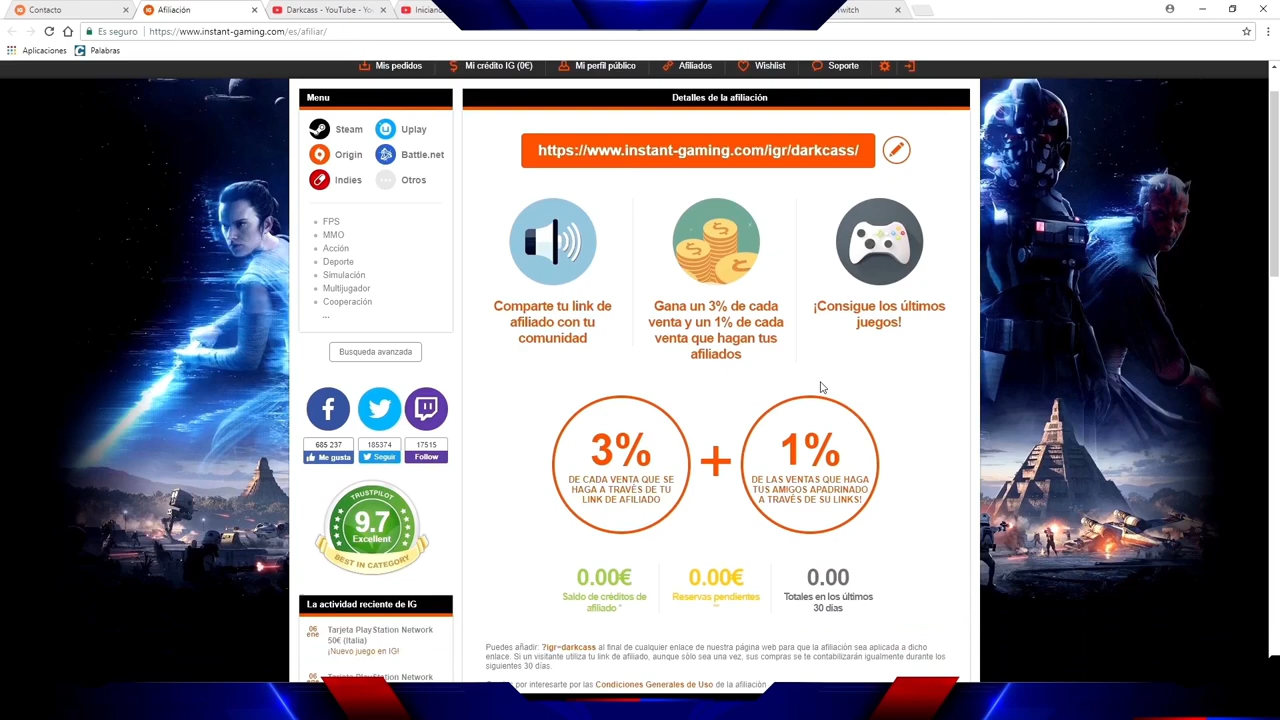 Contacto
Afiliación
Darkcass - YouTube - Yo
Iniciando
witch
Es seguro
https://www.instant-gaming.com/es/afiliar/
Aplicaciones
Palabras
Mis pedidos
Mi crédito IG (0€)
Mi perfil público
Afiliados
Wishlist
Soporte
Menu
Steam
Uplay
Origin
Battle.net
Indies
Otros
FPS
MMO
Acción
Deporte
Simulación
Multijugador
Cooperación
...
Busqueda avanzada
685 237
185374
17515
Me gusta
Seguir
Follow
TRUSTPILOT
9.7
Excellent
BEST IN CATEGORY
La actividad reciente de IG
06
ene
Tarjeta PlayStation Network
50€ (Italia)
¡Nuevo juego en IG!
06
Tarjeta PlayStation Network
Detalles de la afiliación
https://www.instant-gaming.com/igr/darkcass/
Comparte tu link de
afiliado con tu
comunidad
Gana un 3% de cada
venta y un 1% de cada
venta que hagan tus
afiliados
¡Consigue los últimos
juegos!
3%
DE CADA VENTA QUE SE
HAGA A TRAVÉS DE TU
LINK DE AFILIADO
+
1%
DE LAS VENTAS QUE HAGA
TUS AMIGOS APADRINADO
A TRAVÉS DE SU LINKS!
0.00€
Saldo de créditos de
afiliado *
0.00€
Reservas pendientes
**
0.00
Totales en los últimos
30 días
Puedes añadir: ?igr=darkcass al final de cualquier enlace de nuestra página web para que la afiliación sea aplicada a dicho
enlace. Si un visitante utiliza tu link de afiliado, aunque sólo sea una vez, sus compras se te contabilizarán igualmente durante los
siguientes 30 días.
por interesarte por las Condiciones Generales de Uso de la afiliación